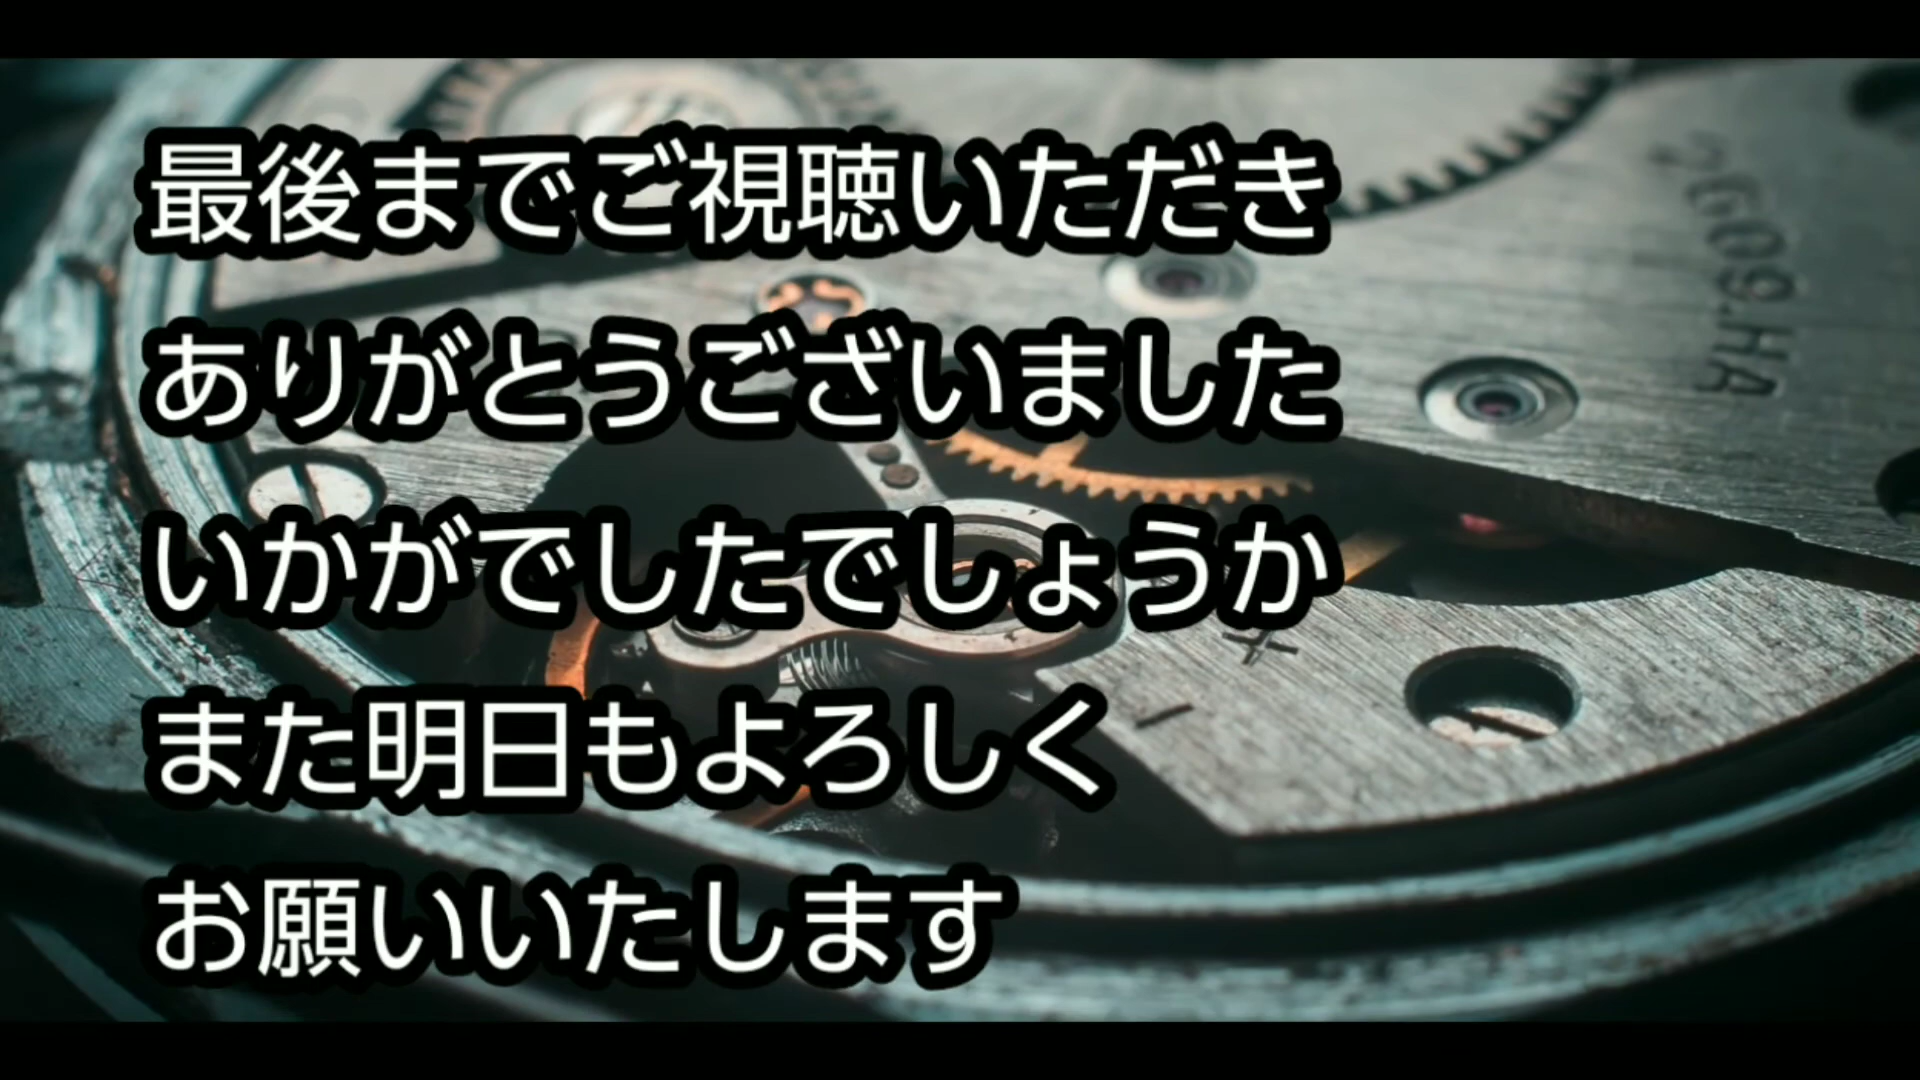 最後までご視聴いただき
ありがとうございました
いかがでしたでしょうか
また明日もよろしく
お願いいたします
2609.HA
+
-